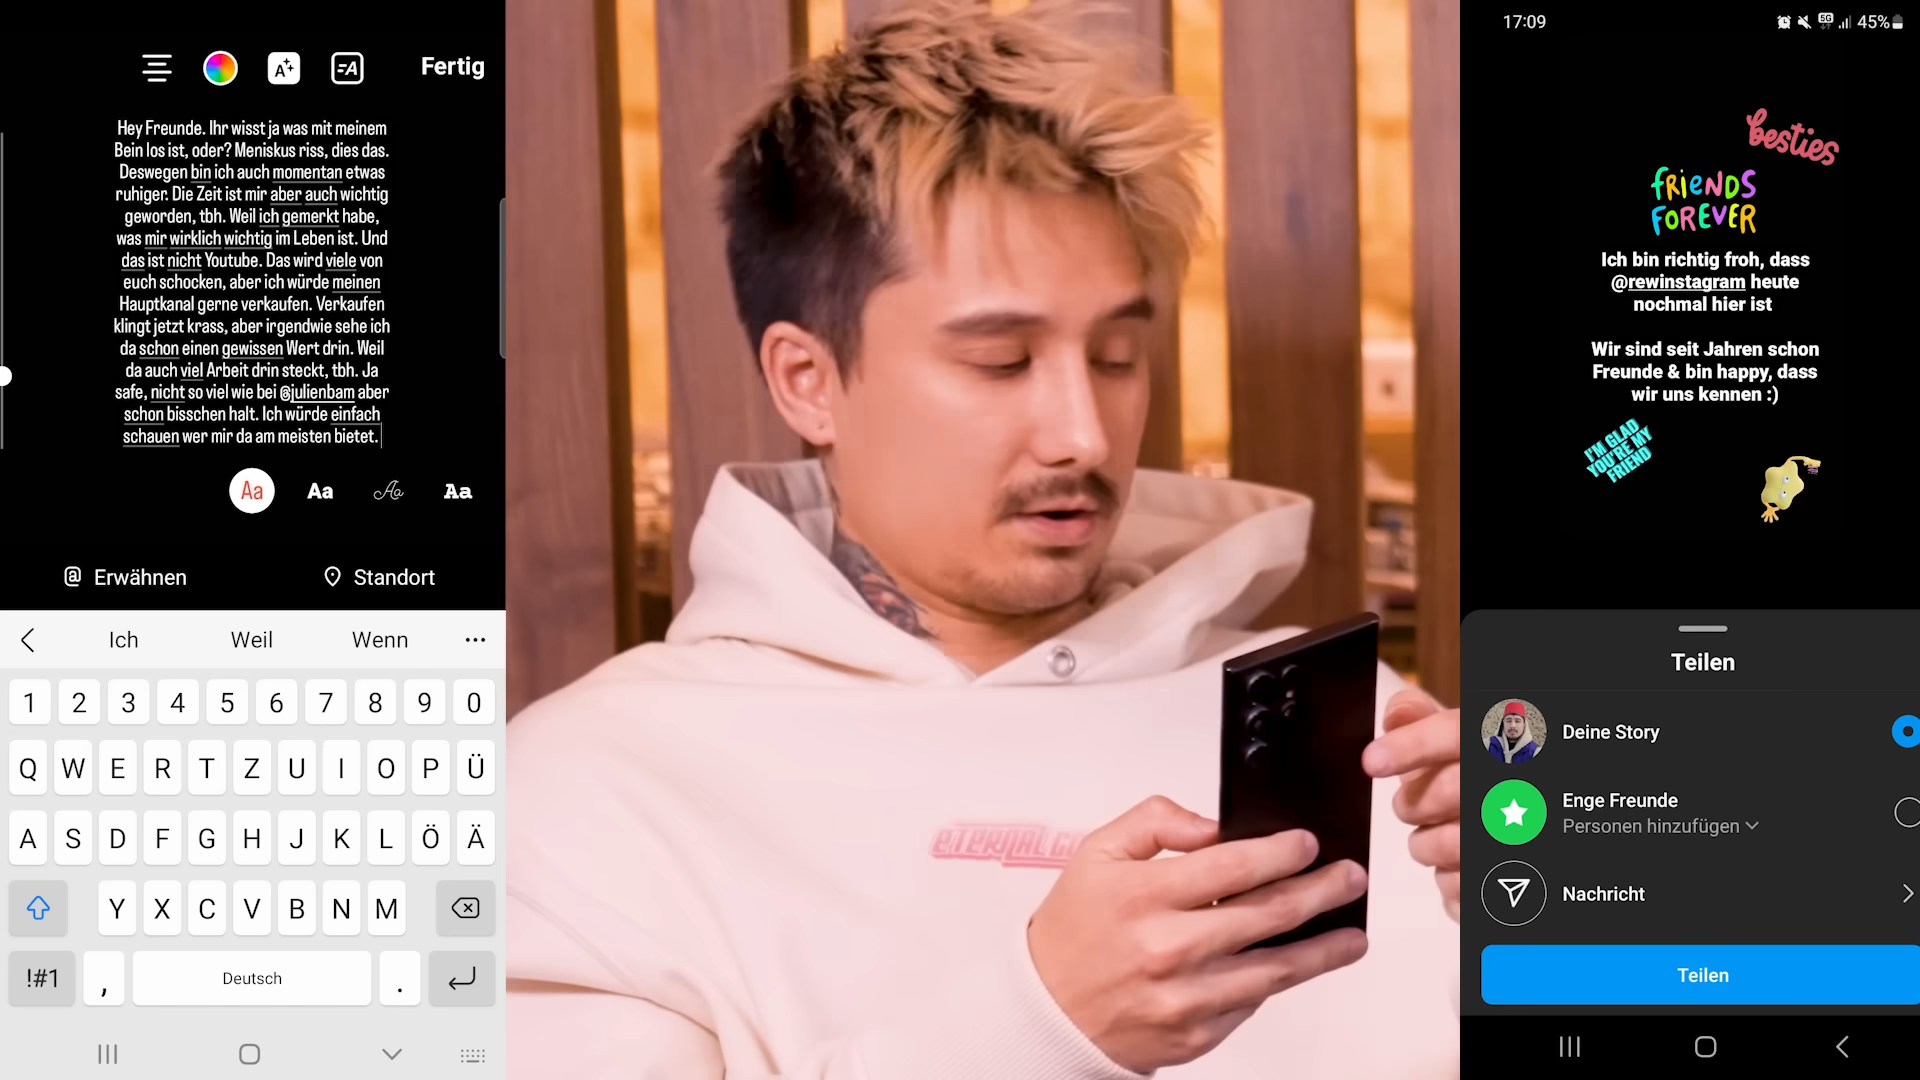 Fertig
Hey Freunde. Ihr wisst ja was mit meinem
Bein los ist, oder? Meniskus riss, dies das.
Deswegen bin ich auch momentan etwas
ruhiger. Die Zeit ist mir aber auch wichtig
geworden, tbh. Weil ich gemerkt habe,
was mir wirklich wichtig im Leben ist. Und
das ist nicht Youtube. Das wird viele von
euch schocken, aber ich würde meinen
Hauptkanal gerne verkaufen. Verkaufen
klingt jetzt krass, aber irgendwie sehe ich
da schon einen gewissen Wert drin. Weil
da auch viel Arbeit drin steckt, tbh. Ja
safe, nicht so viel wie bei @julienbam aber
schon bisschen halt. Ich würde einfach
schauen wer mir da am meisten bietet.
Aa Aa Aa Aa
Erwähnen Standort
Ich Weil Wenn
1 2 3 4 5 6 7 8 9 0
Q W E R T Z U I O P Ü
A S D F G H J K L Ö Ä
Y X C V B N M
!#1 , Deutsch .
ETERNAL
17:09 5G 45%
besties
FRIENDS
FOREVER
Ich bin richtig froh, dass
@rewinstagram heute
nochmal hier ist
Wir sind seit Jahren schon
Freunde & bin happy, dass
wir uns kennen :)
I'M GLAD
YOU'RE MY
FRIEND
Teilen
Deine Story
Enge Freunde
Personen hinzufügen
Nachricht
Teilen